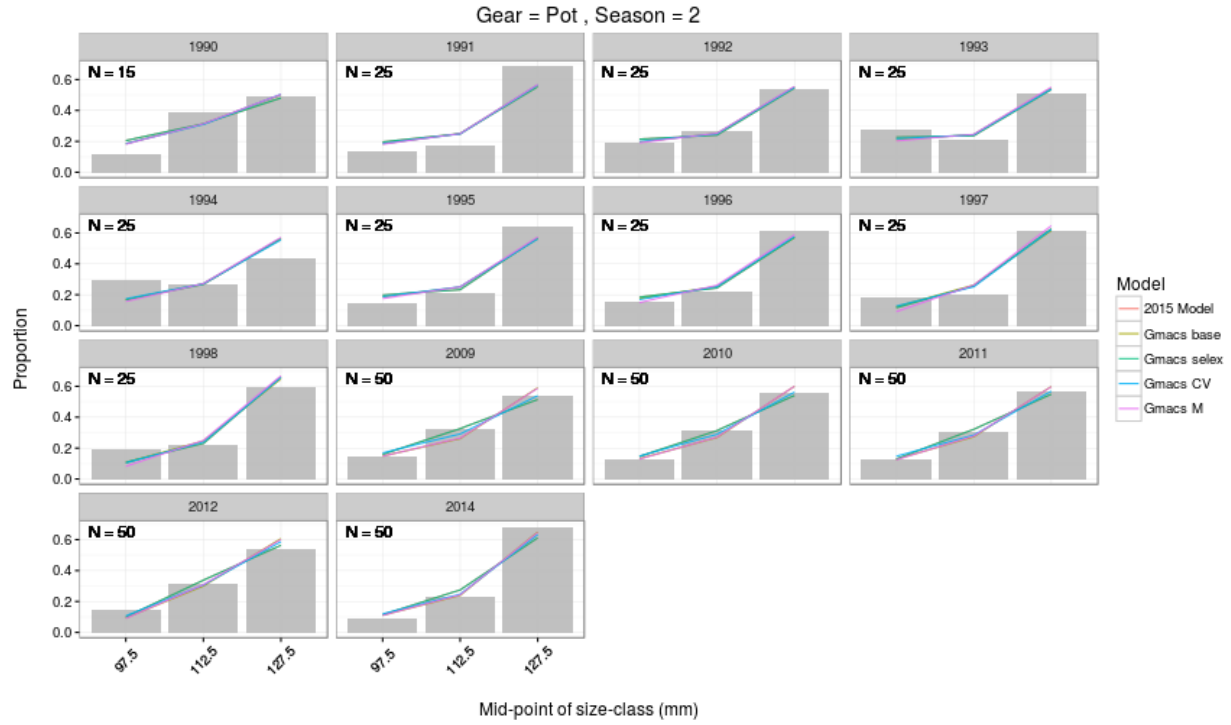 Gear = Pot , Season = 2
1990 1991 1992 1993
N = 15 N = 25 N = 25 N = 25
0.6
0.4
0.2
0.0
1994 1995 1996 1997
N = 25 N = 25 N = 25 N = 25
0.6
0.4
0.2
0.0
1998 2009 2010 2011
N = 25 N = 50 N = 50 N = 50
0.6
0.4
0.2
0.0
2012 2014
N = 50 N = 50
0.6
0.4
0.2
0.0
97.5 112.5 127.5 97.5 112.5 127.5
Proportion
Mid-point of size-class (mm)
Model
2015 Model
Gmacs base
Gmacs selex
Gmacs CV
Gmacs M